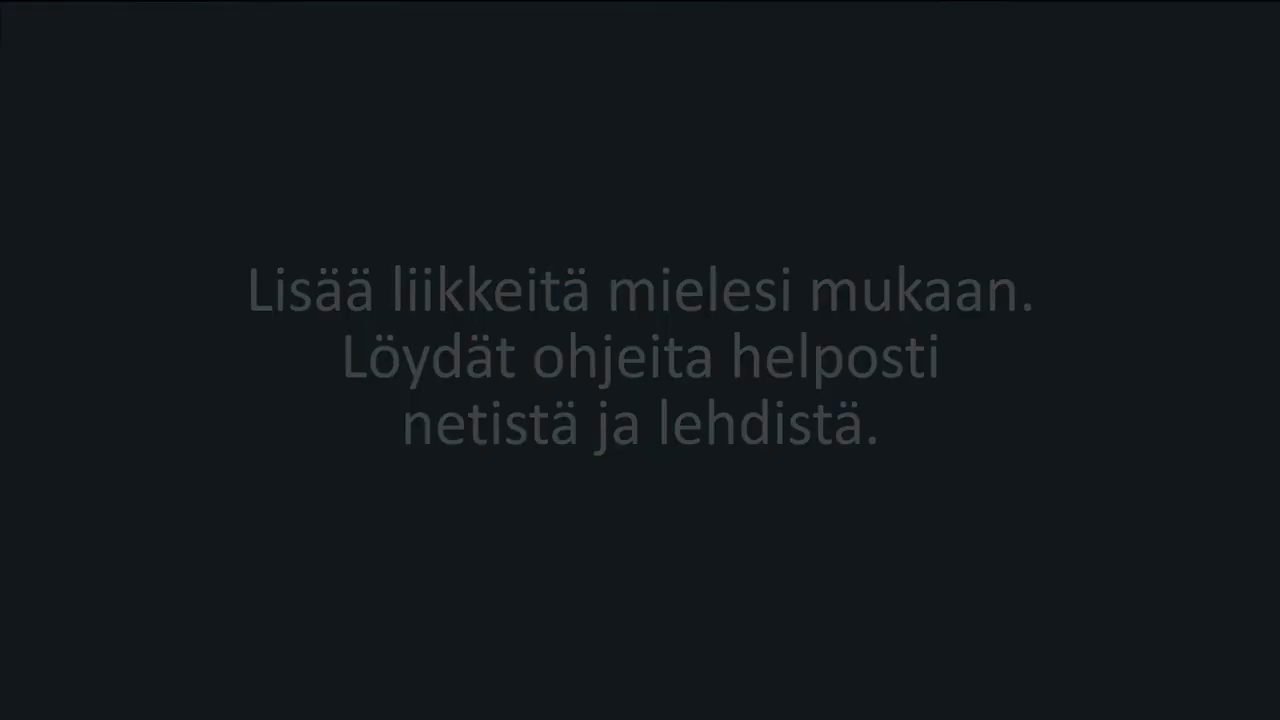 Lisää liikkeitä mielesi mukaan.
Löydät ohjeita helposti
netistä ja lehdistä.